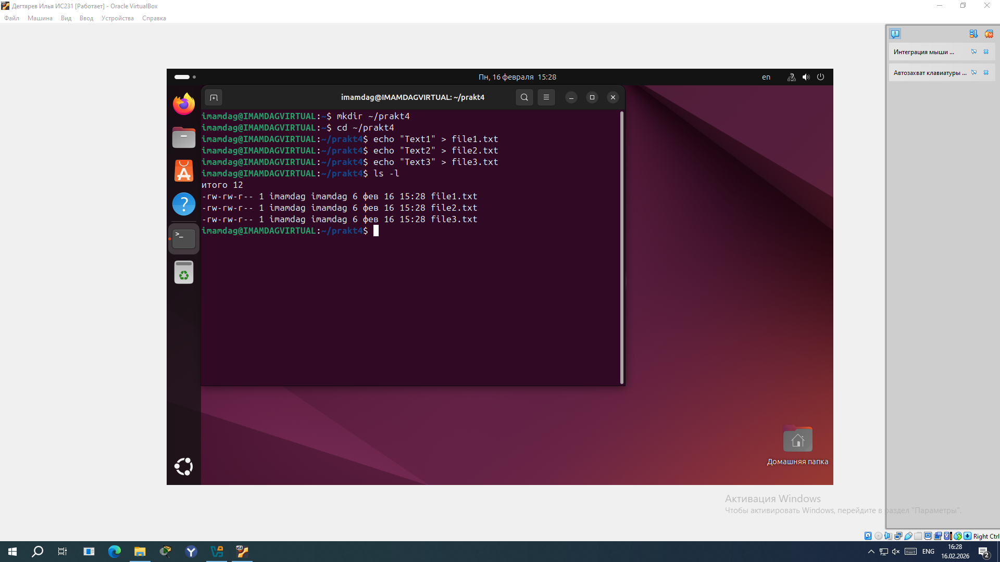 Дегтярев Илья ИС231 [Работает] - Oracle VirtualBox
Файл Машина Вид Ввод Устройства Справка
Интеграция мыши ...
Автозахват клавиатуры ...
Пн, 16 февраля 15:28
en
imamdag@IMAMDAGVIRTUAL: ~/prakt4
imamdag@IMAMDAGVIRTUAL:~$ mkdir ~/prakt4
imamdag@IMAMDAGVIRTUAL:~$ cd ~/prakt4
imamdag@IMAMDAGVIRTUAL:~/prakt4$ echo "Text1" > file1.txt
imamdag@IMAMDAGVIRTUAL:~/prakt4$ echo "Text2" > file2.txt
imamdag@IMAMDAGVIRTUAL:~/prakt4$ echo "Text3" > file3.txt
imamdag@IMAMDAGVIRTUAL:~/prakt4$ ls -l
итого 12
-rw-rw-r-- 1 imamdag imamdag 6 фев 16 15:28 file1.txt
-rw-rw-r-- 1 imamdag imamdag 6 фев 16 15:28 file2.txt
-rw-rw-r-- 1 imamdag imamdag 6 фев 16 15:28 file3.txt
imamdag@IMAMDAGVIRTUAL:~/prakt4$
Домашняя папка
Активация Windows
Чтобы активировать Windows, перейдите в раздел "Параметры".
Right Ctrl
ENG
16:28
16.02.2026
2